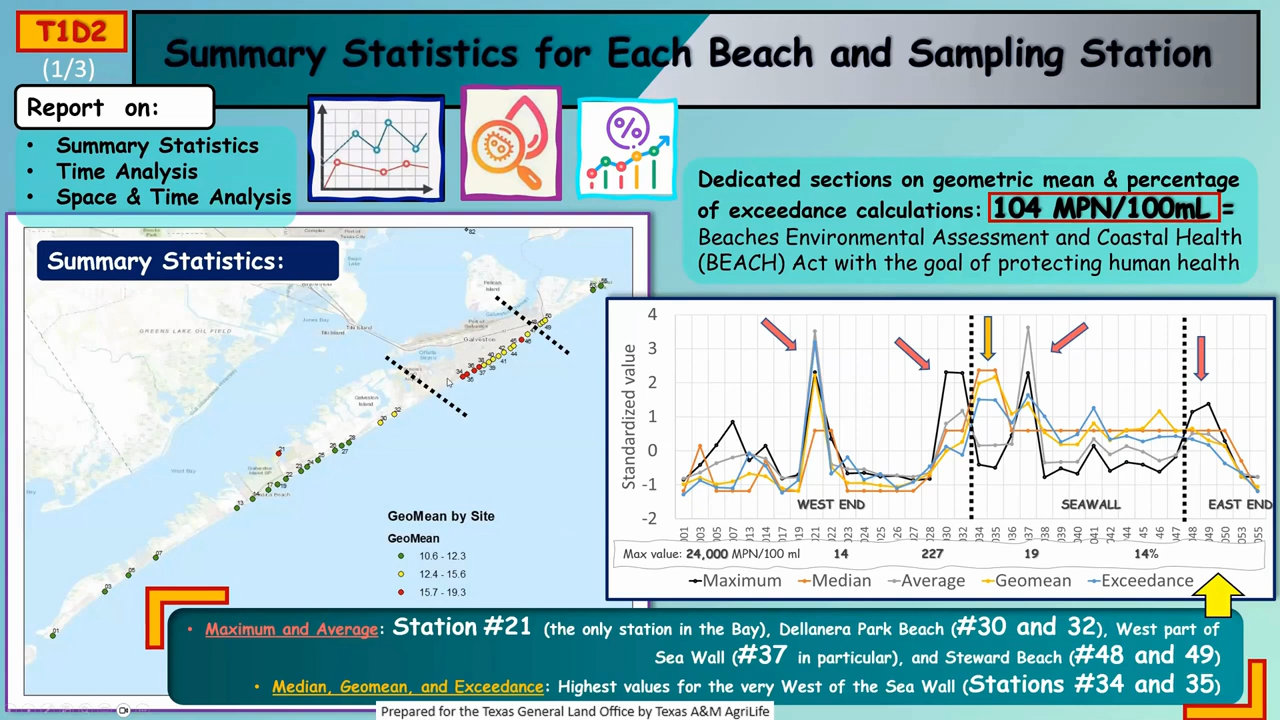 T1D2
(1/3)
Summary Statistics for Each Beach and Sampling Station
Report on:
• Summary Statistics
• Time Analysis
• Space & Time Analysis
Dedicated sections on geometric mean & percentage
of exceedance calculations: 104 MPN/100mL =
Beaches Environmental Assessment and Coastal Health
(BEACH) Act with the goal of protecting human health
Summary Statistics:
GREENS LAKE OIL FIELD
Galveston
GeoMean by Site
GeoMean
10.6 - 12.3
12.4 - 15.6
15.7 - 19.3
Standardized value
4
3
2
1
0
-1
-2
WEST END
SEAWALL
EAST END
Max value: 24,000 MPN/100 ml 14 227 19 14%
Maximum Median Average Geomean Exceedance
• Maximum and Average: Station #21 (the only station in the Bay), Dellanera Park Beach (#30 and 32), West part of
Sea Wall (#37 in particular), and Steward Beach (#48 and 49)
• Median, Geomean, and Exceedance: Highest values for the very West of the Sea Wall (Stations #34 and 35)
Prepared for the Texas General Land Office by Texas A&M AgriLife